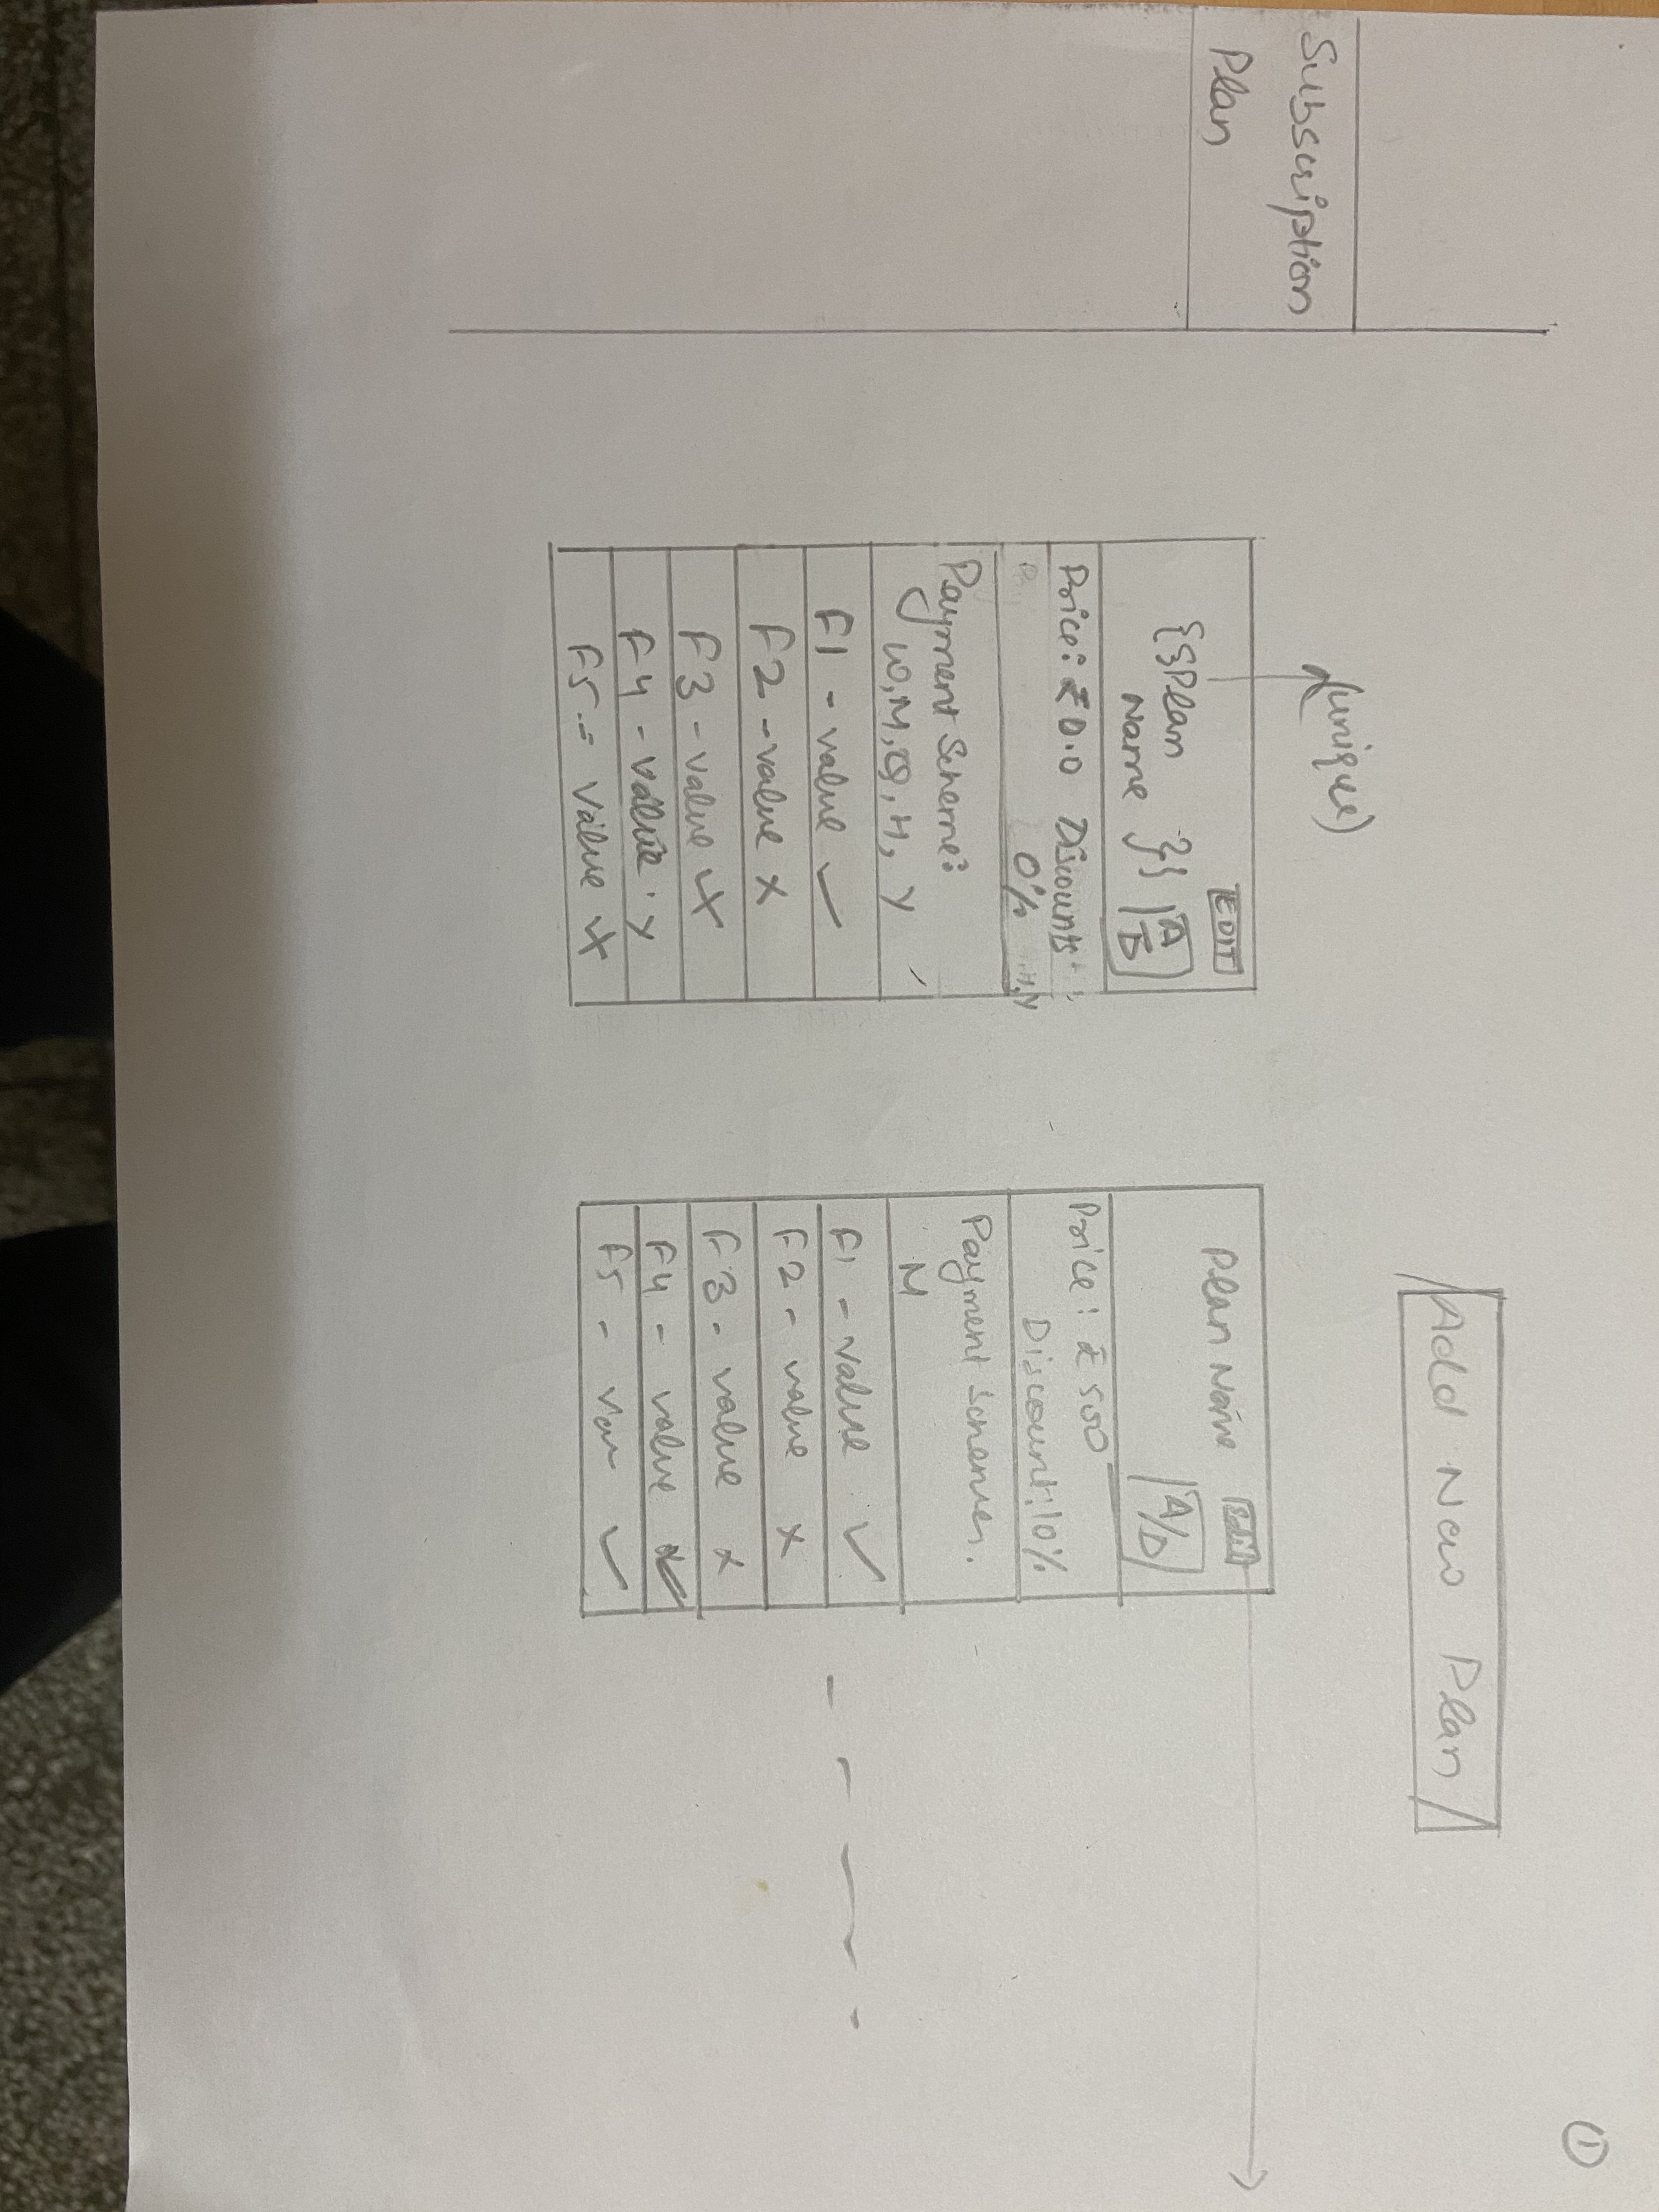 ①
Subscription
Plan
Add New Plan
(unique)
EDIT
{{Plan
Name }}
A
Price: ₹ 0.0 Discount
0%
Payment Scheme:
W, M, Q, H, Y
F1 - value ✓
F2 - value ×
F3 - value ×
F4 - value ×
F5 - value ×
Edit
Plan Name
A/D
Price: ₹ 500
Discount: 10%
Payment Schemes.
M
F1 - Value ✓
F2 - value ×
F3 - value ×
F4 - value ✓
F5 - ✓